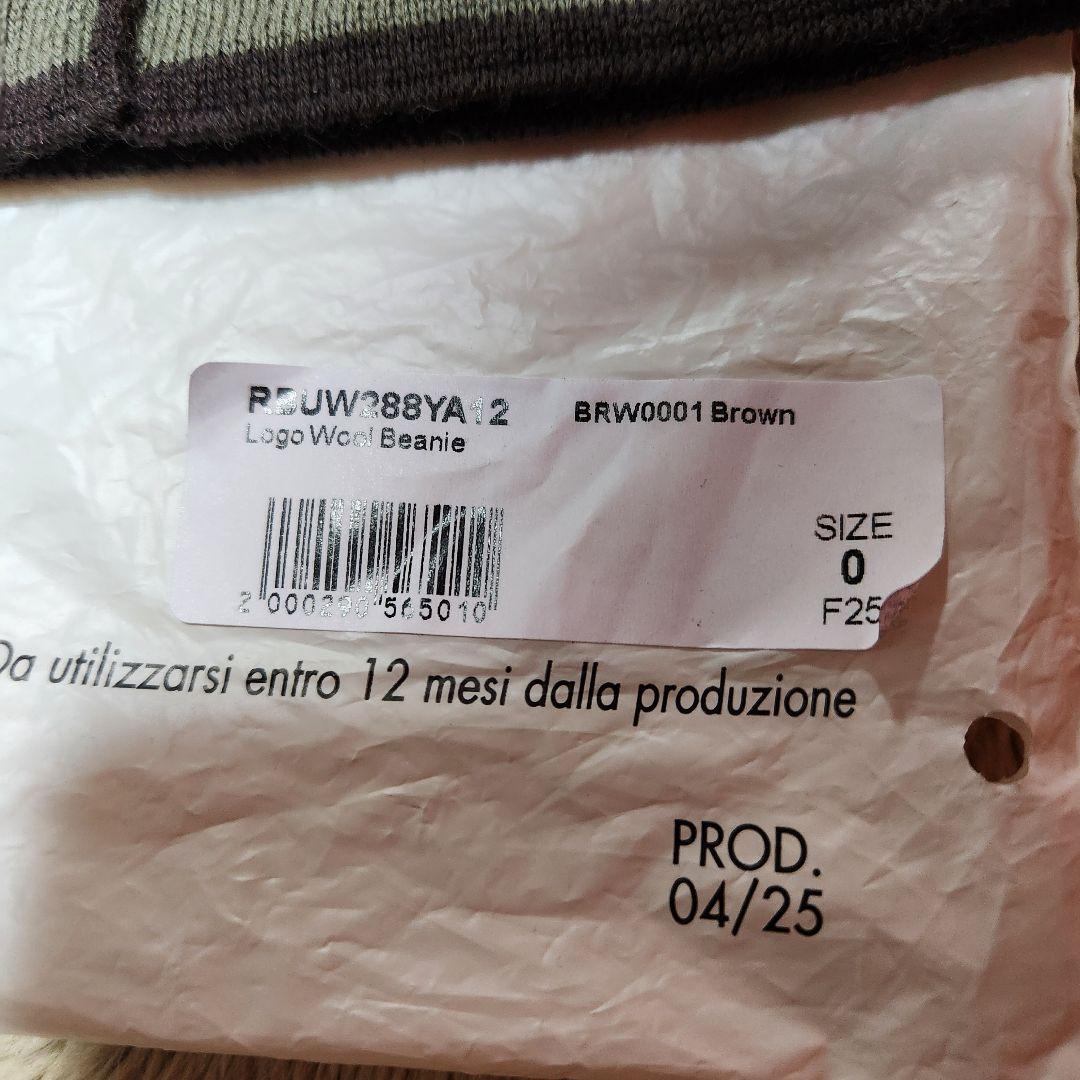 RBUW288YA12 BRW0001 Brown
Logo Wool Beanie
SIZE
0
F25
2 000290 565010
Da utilizzarsi entro 12 mesi dalla produzione
PROD.
04/25